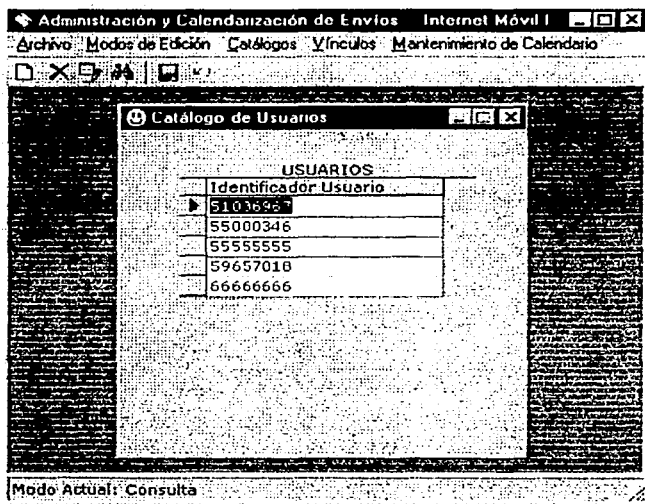 Administración y Calendarización de Envíos Internet Móvil I
Archivo Modos de Edición Catálogos Vínculos Mantenimiento de Calendario
Catálogo de Usuarios
USUARIOS
Identificador Usuario
51036967
55000346
55555555
59657018
66666666
Modo Actual: Consulta